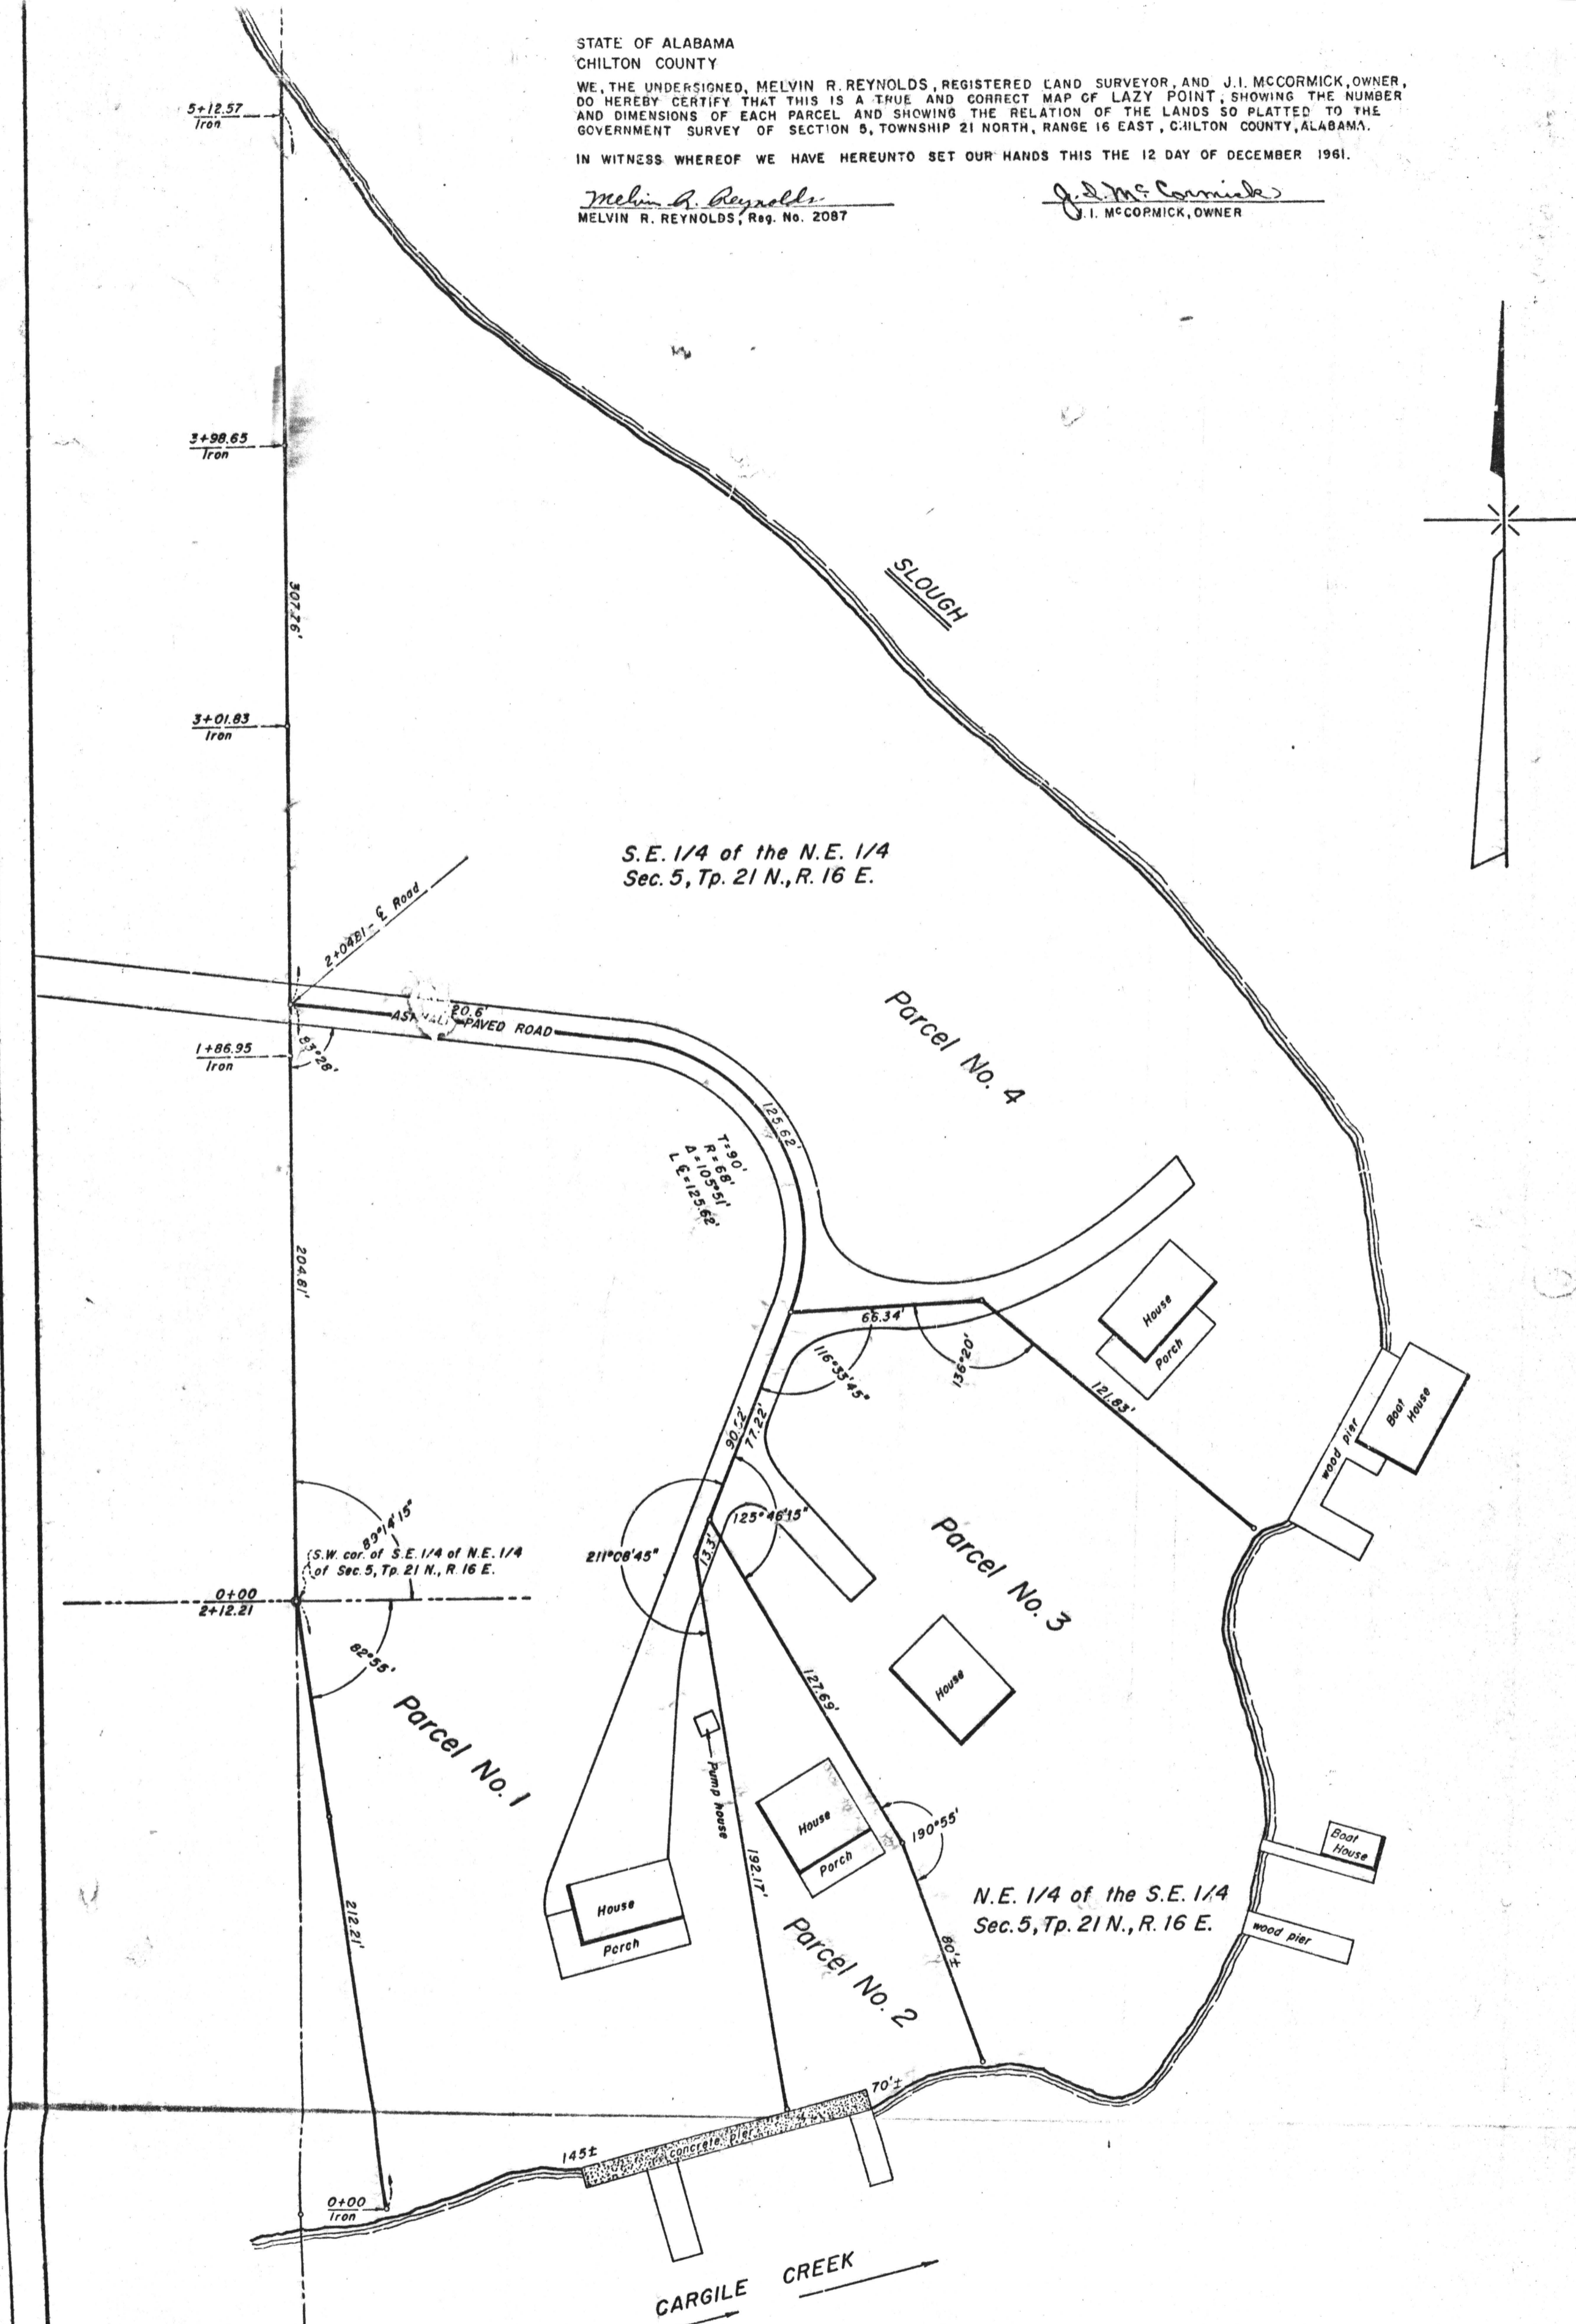 STATE OF ALABAMA
CHILTON COUNTY
WE, THE UNDERSIGNED, MELVIN R. REYNOLDS, REGISTERED LAND SURVEYOR, AND J.I. MCCORMICK, OWNER,
DO HEREBY CERTIFY THAT THIS IS A TRUE AND CORRECT MAP OF LAZY POINT, SHOWING THE NUMBER
AND DIMENSIONS OF EACH PARCEL AND SHOWING THE RELATION OF THE LANDS SO PLATTED TO THE
GOVERNMENT SURVEY OF SECTION 5, TOWNSHIP 21 NORTH, RANGE 16 EAST, CHILTON COUNTY, ALABAMA.
IN WITNESS WHEREOF WE HAVE HEREUNTO SET OUR HANDS THIS THE 12 DAY OF DECEMBER 1961.
Melvin R. Reynolds
MELVIN R. REYNOLDS, Reg. No. 2087
J. I. McCormick
J. I. McCORMICK, OWNER
5+12.57
Iron
3+98.65
Iron
307.76'
SLOUGH
3+01.83
Iron
S.E. 1/4 of the N.E. 1/4
Sec. 5, Tp. 21 N., R. 16 E.
2+04.81 - ℄ Road
20.6'
PAVED ROAD
1+86.95
Iron
83°28'
Parcel No. 4
125.62'
T=90'
R=68'
Δ=105°51'
L ℄=125.62'
204.81'
66.34'
116°33'45"
136°20'
House
Porch
121.83'
Boat
House
wood pier
77.22'
89°14'15"
211°08'45"
125°46'15"
13.3'
(S.W. cor. of S.E. 1/4 of N.E. 1/4
of Sec. 5, Tp. 21 N., R. 16 E.
0+00
2+12.21
82°55'
Parcel No. 3
Parcel No. 1
House
127.69'
Pump house
House
Porch
190°55'
Boat
House
192.17'
N.E. 1/4 of the S.E. 1/4
Sec. 5, Tp. 21 N., R. 16 E.
House
Porch
212.21'
wood pier
80'±
Parcel No. 2
70'±
concrete pier
145±
0+00
Iron
CARGILE CREEK